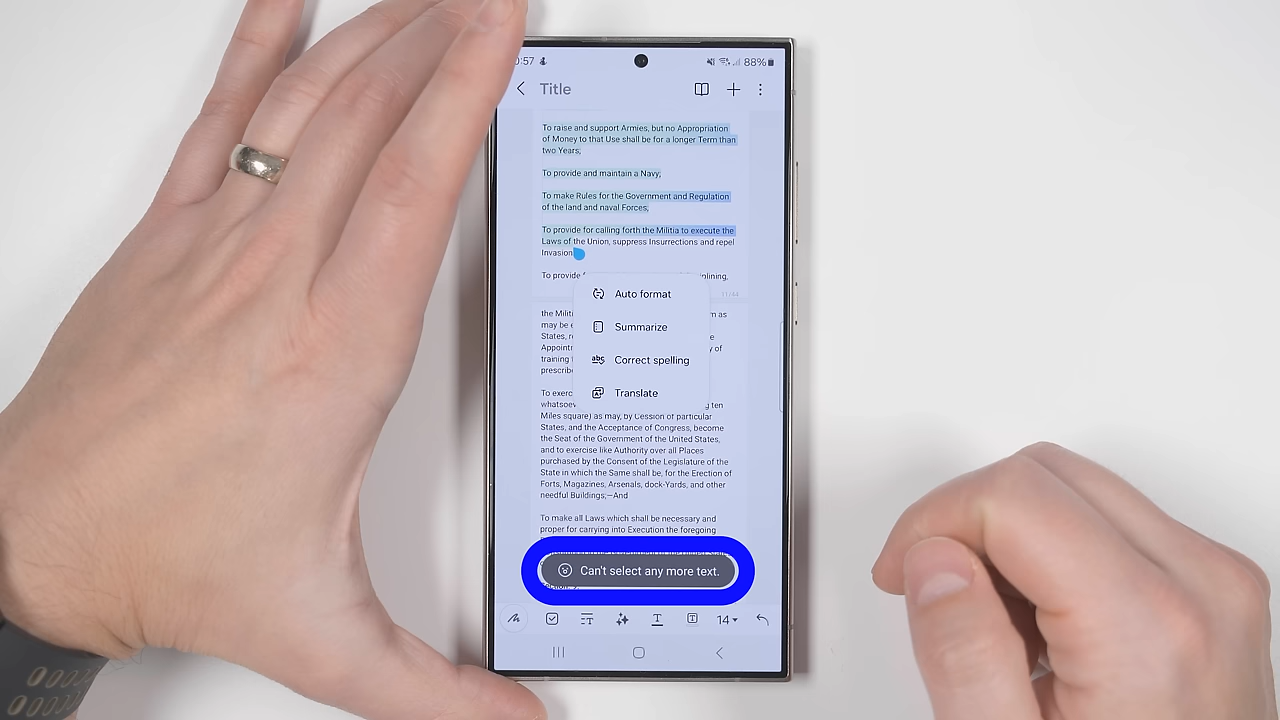 :57 88%
Title
To raise and support Armies, but no Appropriation
of Money to that Use shall be for a longer Term than
two Years;
To provide and maintain a Navy;
To make Rules for the Government and Regulation
of the land and naval Forces;
To provide for calling forth the Militia to execute the
Laws of the Union, suppress Insurrections and repel
Invasion
To provide
11/44
Auto format
Summarize
Correct spelling
Translate
the
may be
States,
training
To
ten
Miles square) as may, by Cession of particular
States, and the Acceptance of Congress, become
the Seat of the Government of the United States,
and to exercise like Authority over all Places
purchased by the Consent of the Legislature of the
State in which the Same shall be, for the Erection of
Forts, Magazines, Arsenals, dock-Yards, and other
needful Buildings;—And
To make all Laws which shall be necessary and
proper for carrying into Execution the foregoing
Can't select any more text.
14